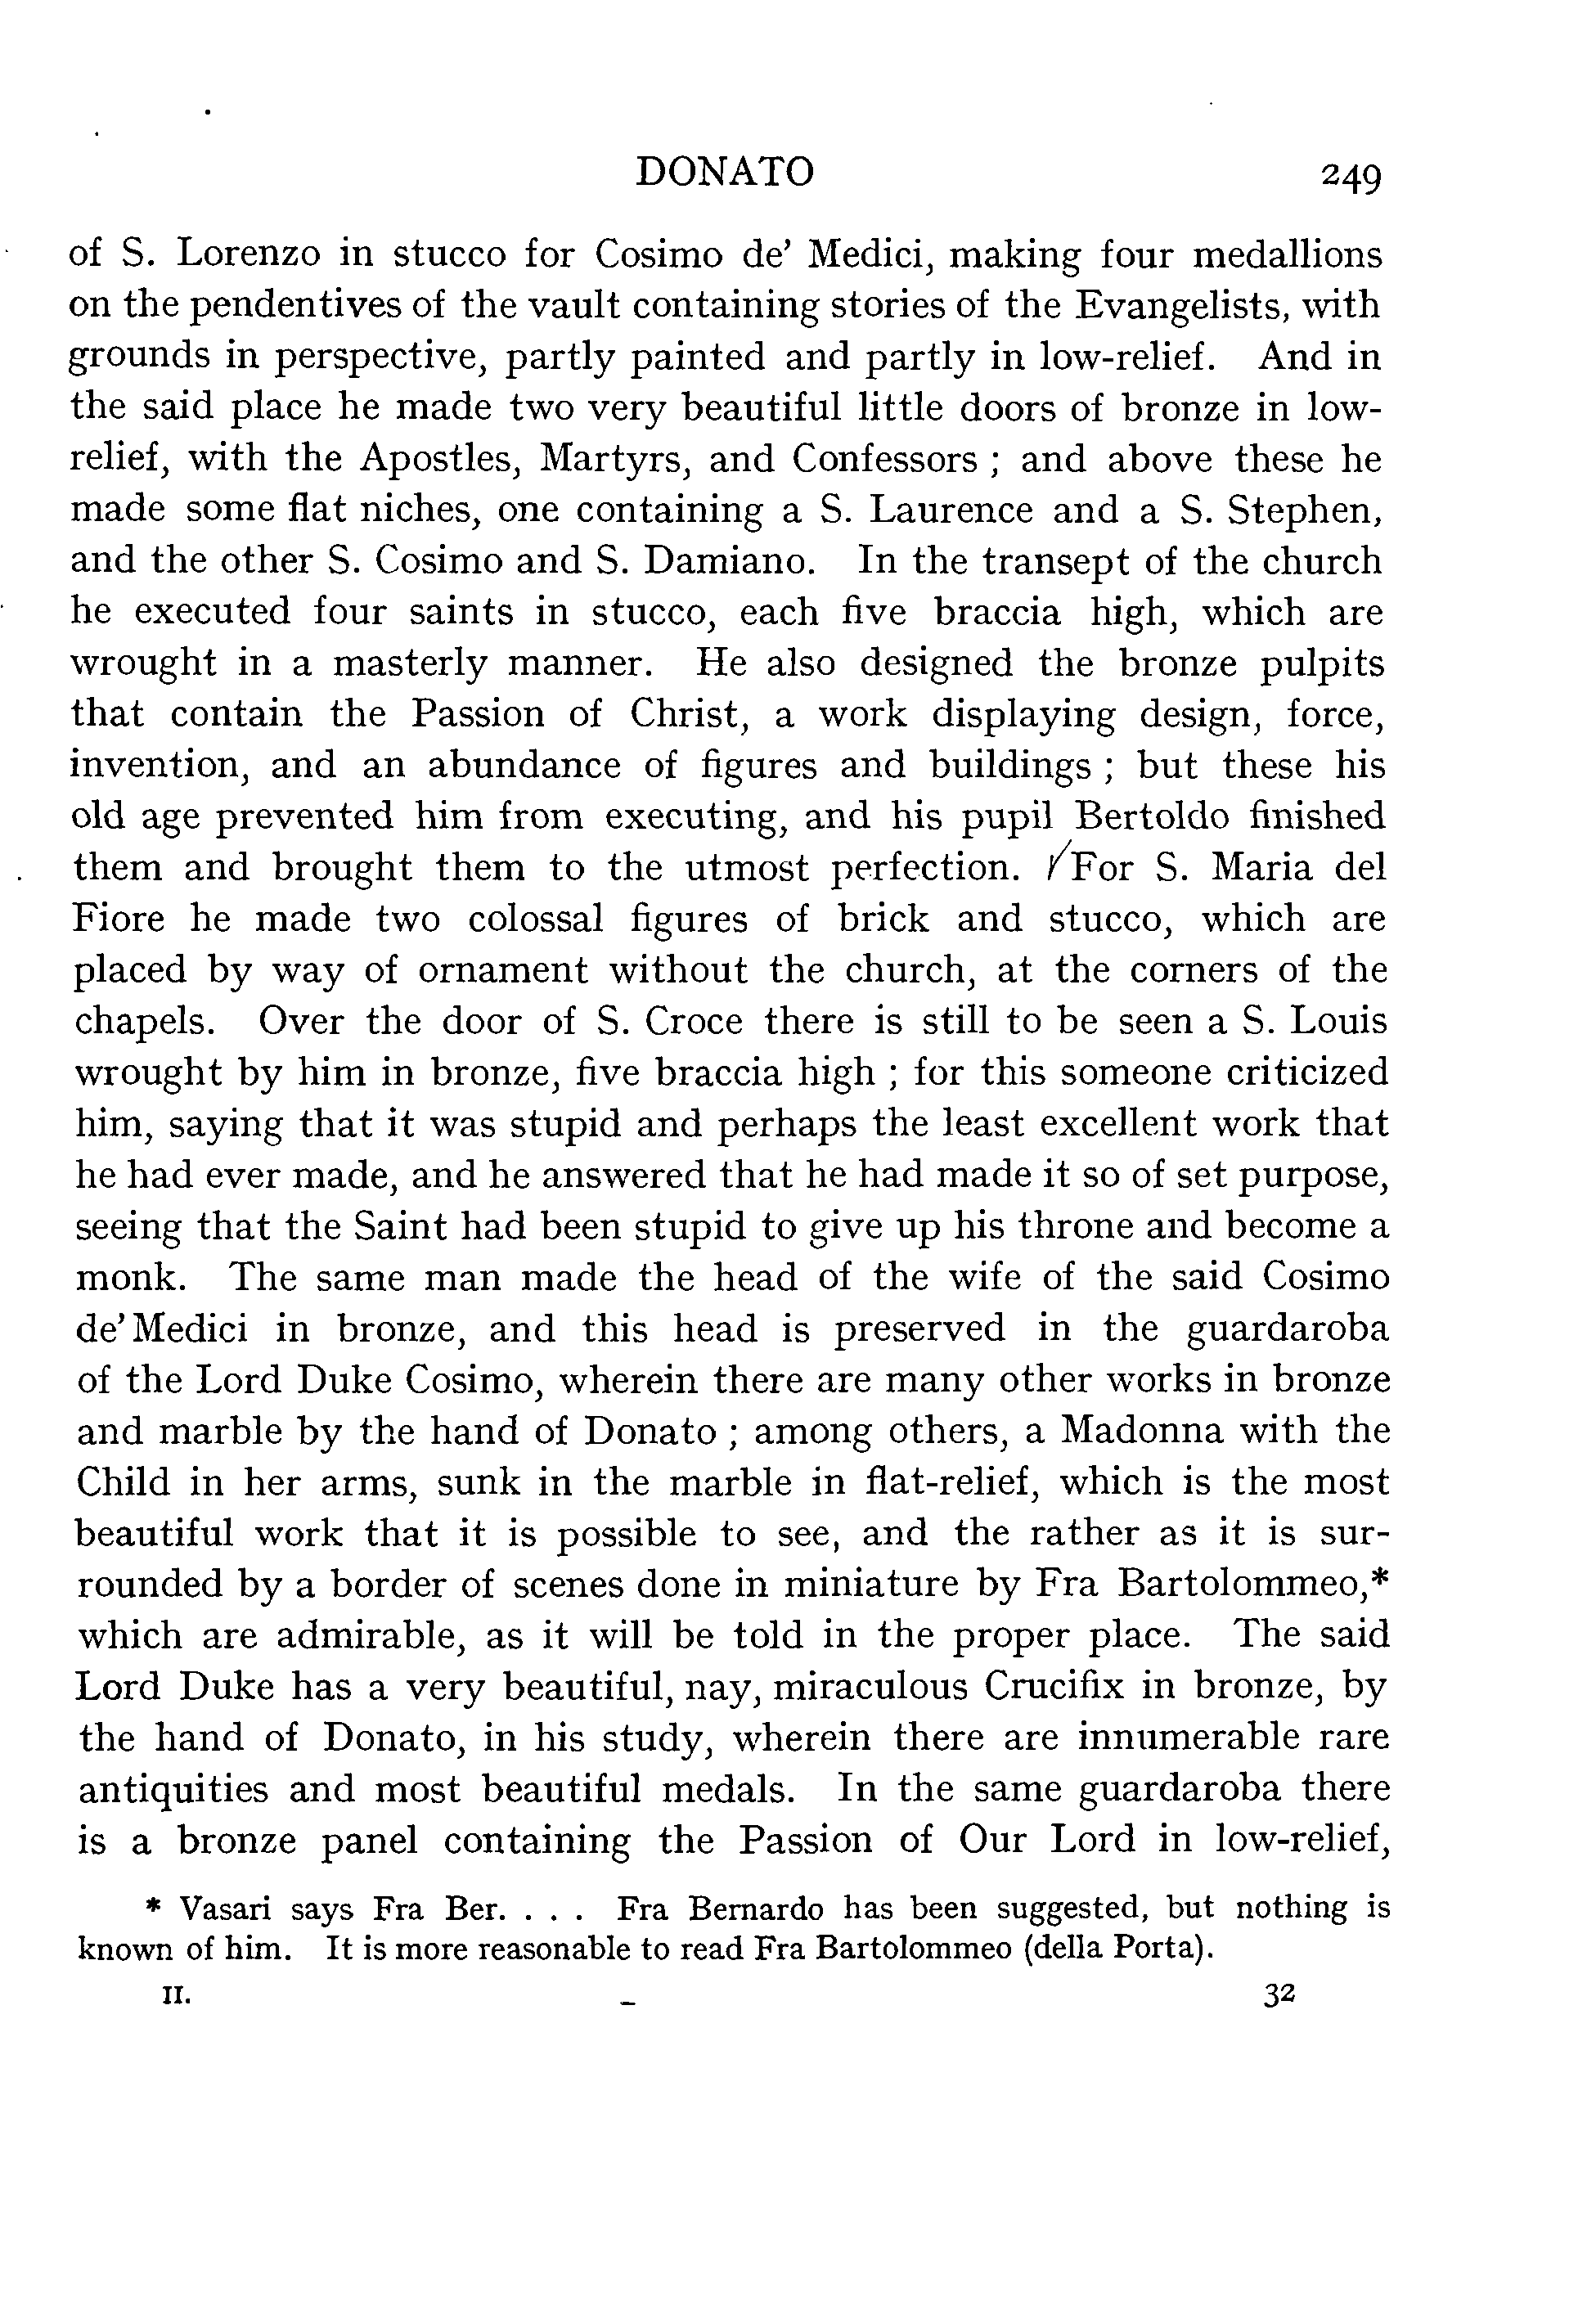 DONATO 249
of S. Lorenzo in stucco for Cosimo de' Medici, making four medallions
on the pendentives of the vault containing stories of the Evangelists, with
grounds in perspective, partly painted and partly in low-relief. And in
the said place he made two very beautiful little doors of bronze in low-
relief, with the Apostles, Martyrs, and Confessors ; and above these he
made some flat niches, one containing a S. Laurence and a S. Stephen,
and the other S. Cosimo and S. Damiano. In the transept of the church
he executed four saints in stucco, each five braccia high, which are
wrought in a masterly manner. He also designed the bronze pulpits
that contain the Passion of Christ, a work displaying design, force,
invention, and an abundance of figures and buildings ; but these his
old age prevented him from executing, and his pupil Bertoldo finished
them and brought them to the utmost perfection. For S. Maria del
Fiore he made two colossal figures of brick and stucco, which are
placed by way of ornament without the church, at the corners of the
chapels. Over the door of S. Croce there is still to be seen a S. Louis
wrought by him in bronze, five braccia high ; for this someone criticized
him, saying that it was stupid and perhaps the least excellent work that
he had ever made, and he answered that he had made it so of set purpose,
seeing that the Saint had been stupid to give up his throne and become a
monk. The same man made the head of the wife of the said Cosimo
de' Medici in bronze, and this head is preserved in the guardaroba
of the Lord Duke Cosimo, wherein there are many other works in bronze
and marble by the hand of Donato ; among others, a Madonna with the
Child in her arms, sunk in the marble in flat-relief, which is the most
beautiful work that it is possible to see, and the rather as it is sur-
rounded by a border of scenes done in miniature by Fra Bartolommeo,*
which are admirable, as it will be told in the proper place. The said
Lord Duke has a very beautiful, nay, miraculous Crucifix in bronze, by
the hand of Donato, in his study, wherein there are innumerable rare
antiquities and most beautiful medals. In the same guardaroba there
is a bronze panel containing the Passion of Our Lord in low-relief,
* Vasari says Fra Ber. . . . Fra Bernardo has been suggested, but nothing is
known of him. It is more reasonable to read Fra Bartolommeo (della Porta).
II. 32